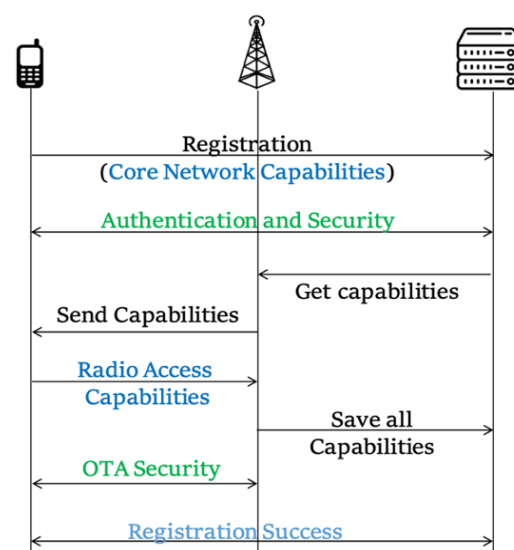 Registration
(Core Network Capabilities)
Authentication and Security
Get capabilities
Send Capabilities
Radio Access
Capabilities
Save all
Capabilities
OTA Security
Registration Success